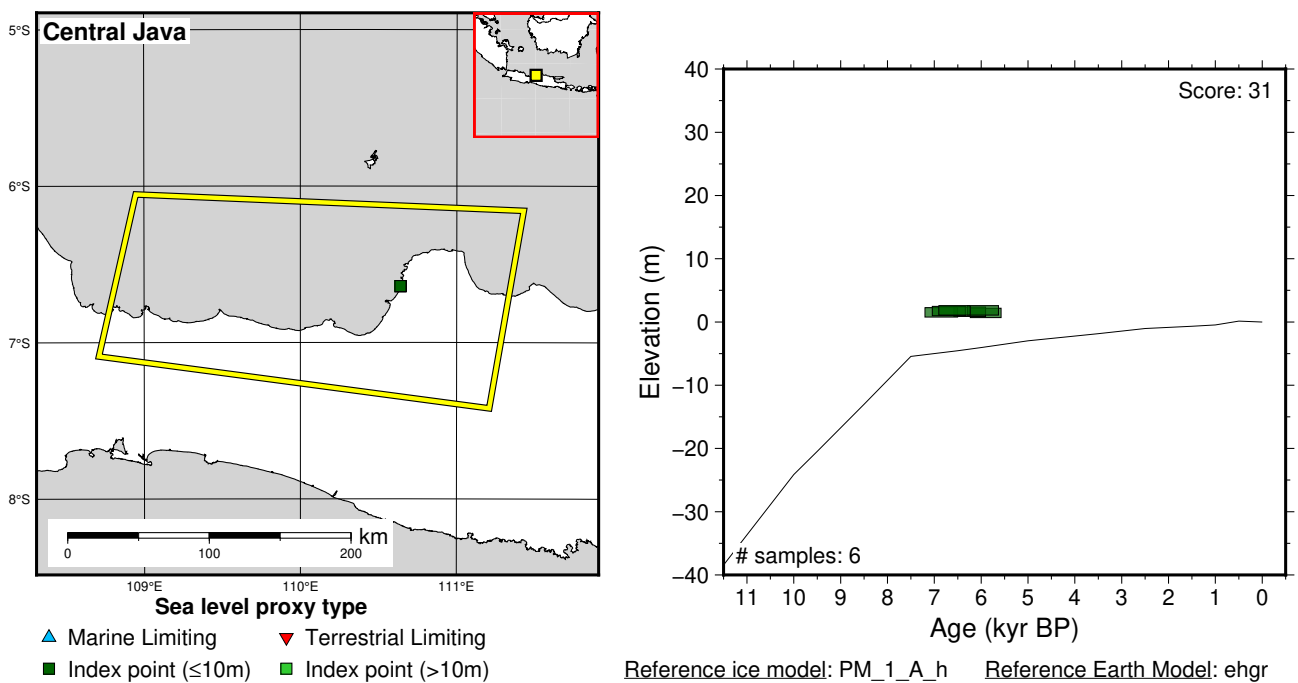 Central Java
5°S
6°S
7°S
8°S
109°E
110°E
111°E
km
0
100
200
Sea level proxy type
Marine Limiting
Terrestrial Limiting
Index point (≤10m)
Index point (>10m)
Score: 31
40
30
20
10
0
−10
−20
−30
−40
Elevation (m)
# samples: 6
11 10 9 8 7 6 5 4 3 2 1 0
Age (kyr BP)
Reference ice model: PM_1_A_h Reference Earth Model: ehgr